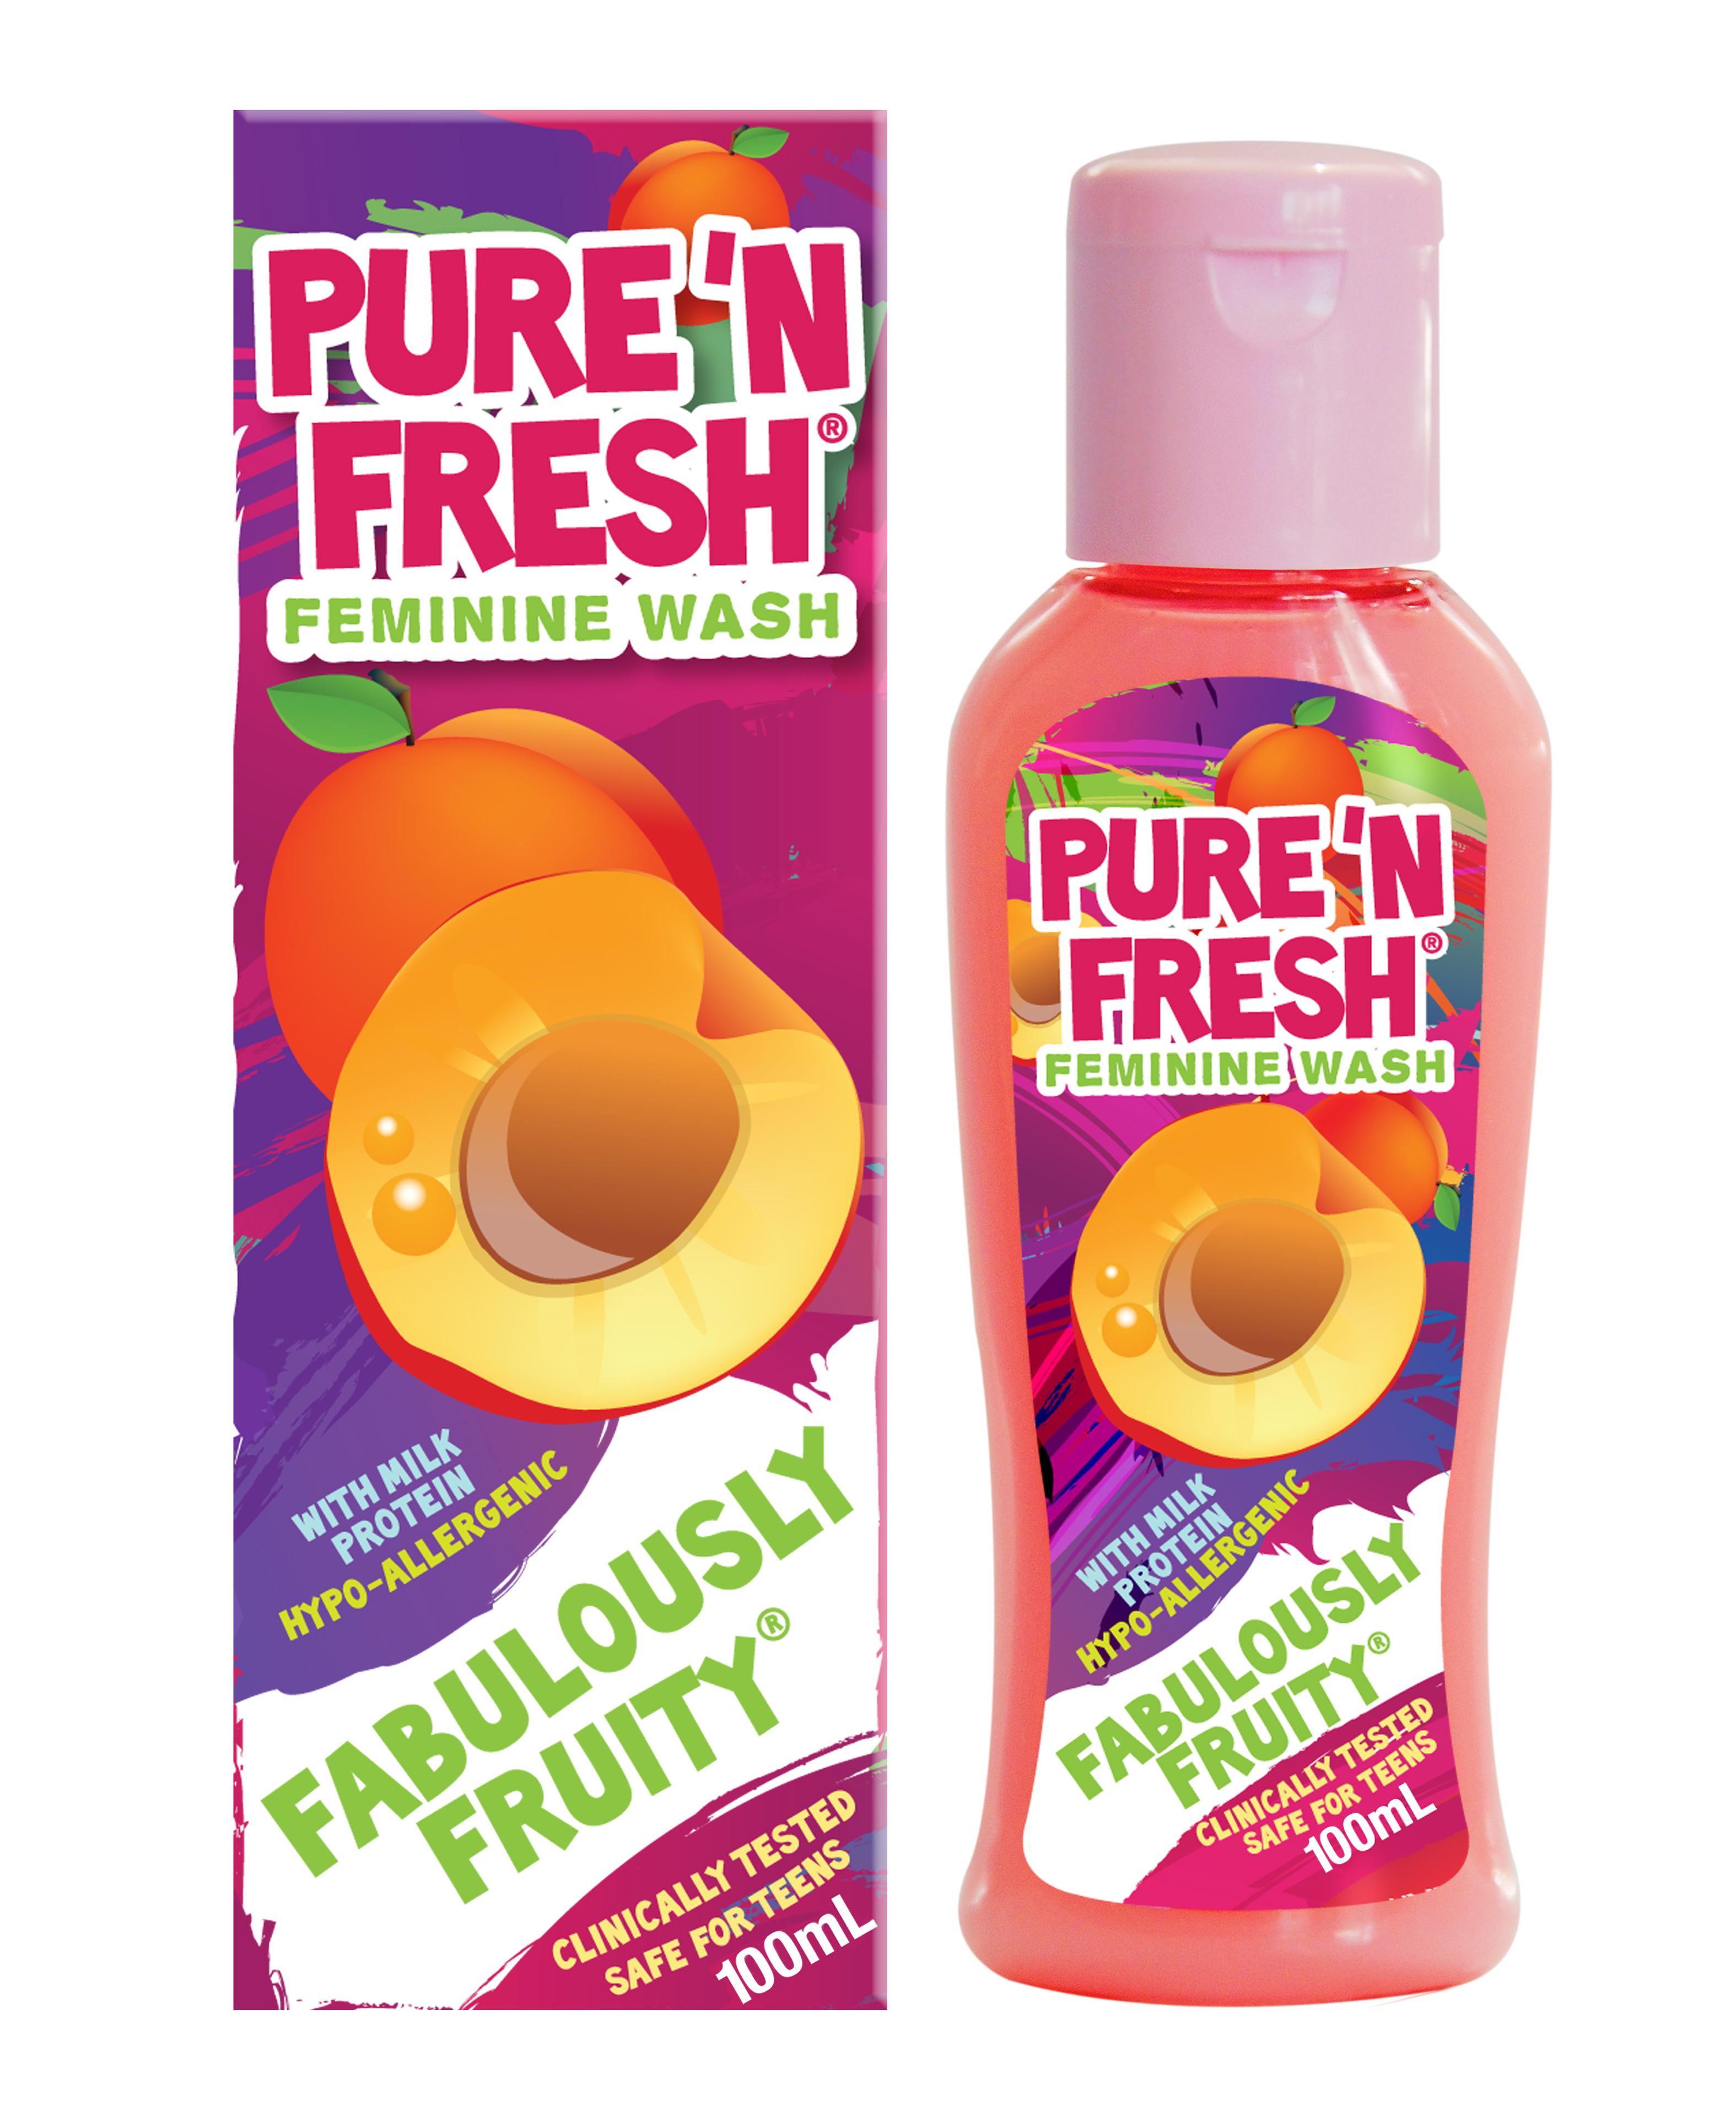 PURE 'N
FRESH®
FEMININE WASH
WITH MILK
PROTEIN
HYPO-ALLERGENIC
FABULOUSLY
FRUITY®
CLINICALLY TESTED
SAFE FOR TEENS
100mL
PURE 'N
FRESH®
FEMININE WASH
WITH MILK
PROTEIN
HYPO-ALLERGENIC
FABULOUSLY
FRUITY®
CLINICALLY TESTED
SAFE FOR TEENS
100mL